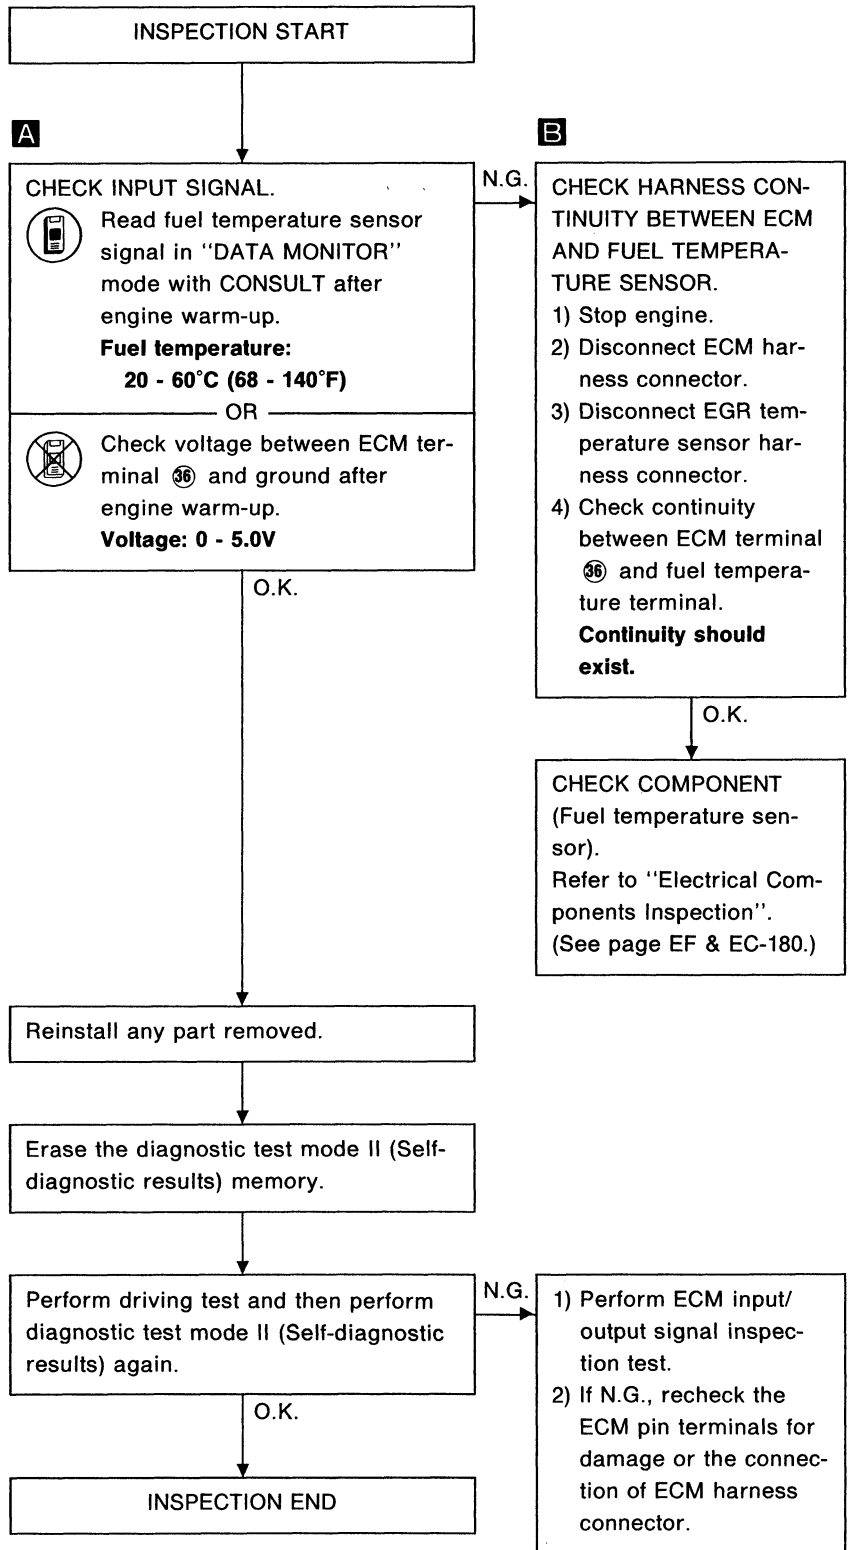 INSPECTION START
A
CHECK INPUT SIGNAL.
Read fuel temperature sensor
signal in "DATA MONITOR"
mode with CONSULT after
engine warm-up.
Fuel temperature:
20 - 60°C (68 - 140°F)
OR
Check voltage between ECM ter-
minal ㊱ and ground after
engine warm-up.
Voltage: 0 - 5.0V
N.G.
B
CHECK HARNESS CON-
TINUITY BETWEEN ECM
AND FUEL TEMPERA-
TURE SENSOR.
1) Stop engine.
2) Disconnect ECM har-
ness connector.
3) Disconnect EGR tem-
perature sensor har-
ness connector.
4) Check continuity
between ECM terminal
㊱ and fuel tempera-
ture terminal.
Continuity should
exist.
O.K.
O.K.
CHECK COMPONENT
(Fuel temperature sen-
sor).
Refer to "Electrical Com-
ponents Inspection".
(See page EF & EC-180.)
Reinstall any part removed.
Erase the diagnostic test mode II (Self-
diagnostic results) memory.
Perform driving test and then perform
diagnostic test mode II (Self-diagnostic
results) again.
N.G.
1) Perform ECM input/
output signal inspec-
tion test.
2) If N.G., recheck the
ECM pin terminals for
damage or the connec-
tion of ECM harness
connector.
O.K.
INSPECTION END